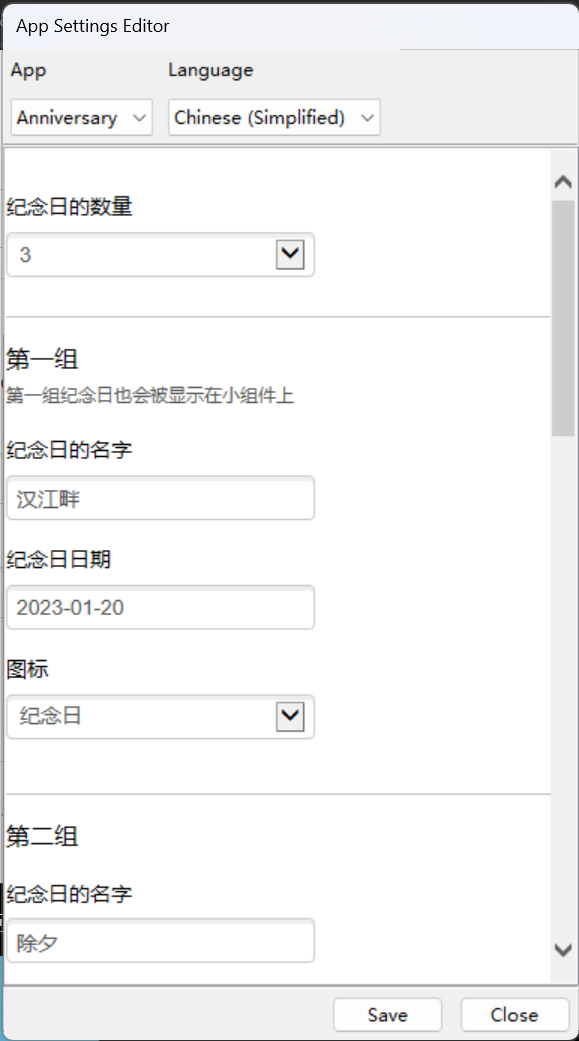 App Settings Editor
App Language
Anniversary Chinese (Simplified)
纪念日的数量
3
第一组
第一组纪念日也会被显示在小组件上
纪念日的名字
汉江畔
纪念日日期
2023-01-20
图标
纪念日
第二组
纪念日的名字
除夕
Save Close